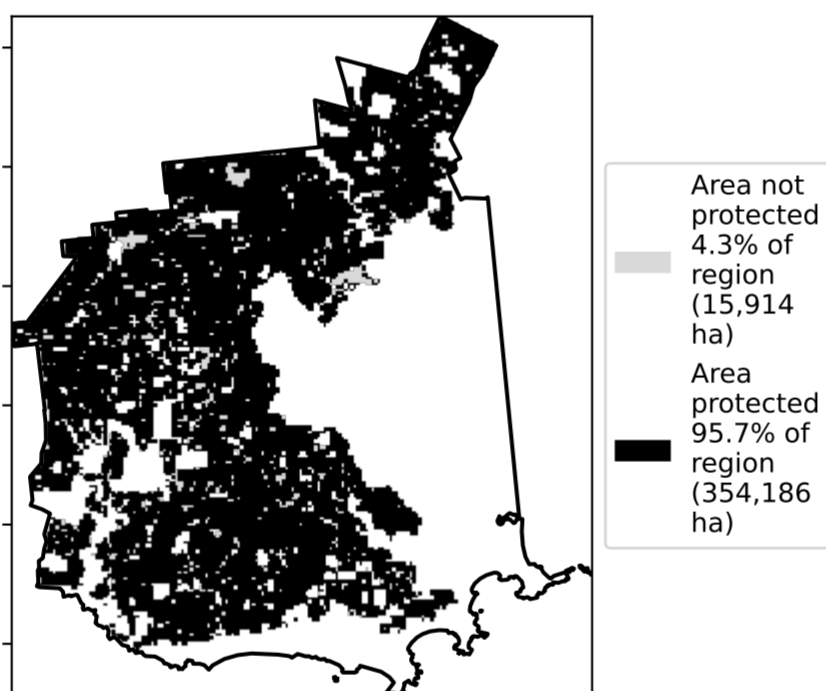 Area not
protected
4.3% of
region
(15,914
ha)
Area
protected
95.7% of
region
(354,186
ha)